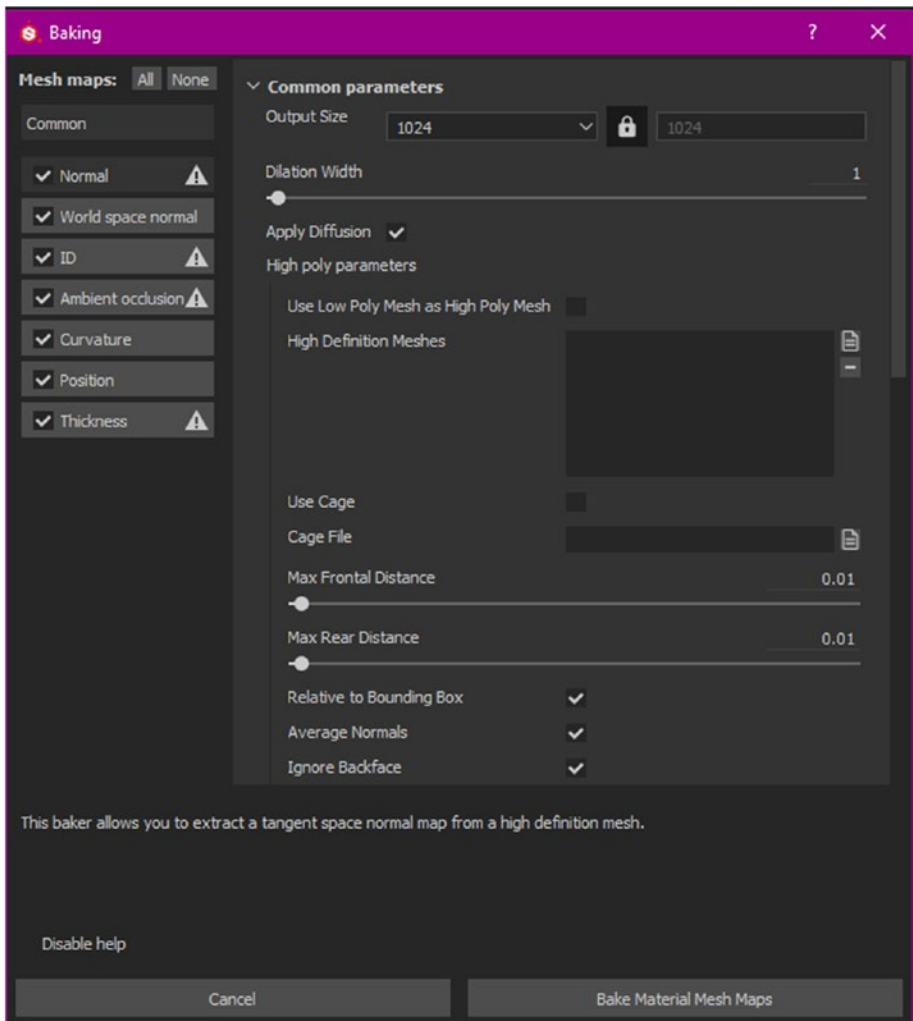 Baking ? ×
Mesh maps: All None
Common
Normal
World space normal
ID
Ambient occlusion
Curvature
Position
Thickness
Common parameters
Output Size 1024 1024
Dilation Width 1
Apply Diffusion
High poly parameters
Use Low Poly Mesh as High Poly Mesh
High Definition Meshes
Use Cage
Cage File
Max Frontal Distance 0.01
Max Rear Distance 0.01
Relative to Bounding Box
Average Normals
Ignore Backface
This baker allows you to extract a tangent space normal map from a high definition mesh.
Disable help
Cancel Bake Material Mesh Maps